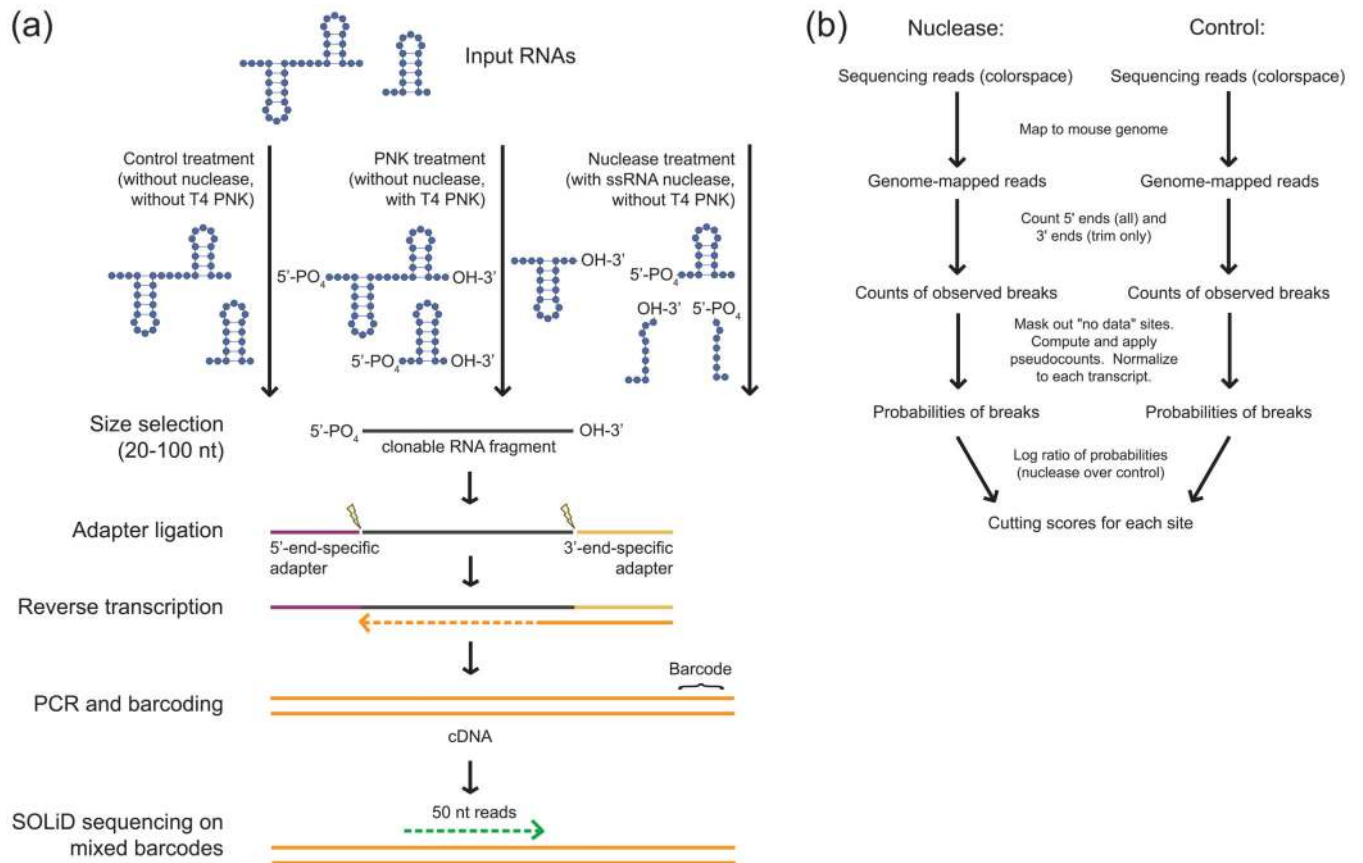 (a)
Input RNAs
Control treatment
(without nuclease,
without T4 PNK)
PNK treatment
(without nuclease,
with T4 PNK)
Nuclease treatment
(with ssRNA nuclease,
without T4 PNK)
5'-PO4
OH-3'
5'-PO4
OH-3'
OH-3'
5'-PO4
OH-3'
5'-PO4
Size selection
(20-100 nt)
5'-PO4
OH-3'
clonable RNA fragment
Adapter ligation
5'-end-specific
adapter
3'-end-specific
adapter
Reverse transcription
Barcode
PCR and barcoding
cDNA
50 nt reads
SOLiD sequencing on
mixed barcodes
(b)
Nuclease:
Control:
Sequencing reads (colorspace)
Sequencing reads (colorspace)
Map to mouse genome
Genome-mapped reads
Genome-mapped reads
Count 5' ends (all) and
3' ends (trim only)
Counts of observed breaks
Counts of observed breaks
Mask out "no data" sites.
Compute and apply
pseudocounts. Normalize
to each transcript.
Probabilities of breaks
Probabilities of breaks
Log ratio of probabilities
(nuclease over control)
Cutting scores for each site